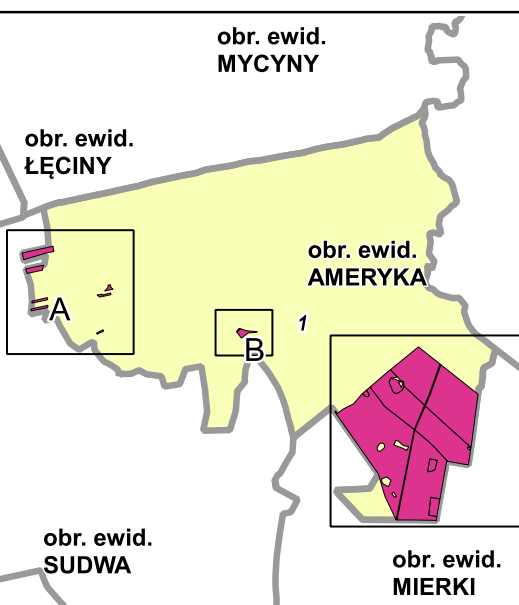 obr. ewid.
MYCYNY
obr. ewid.
ŁĘCINY
obr. ewid.
AMERYKA
A
B
1
obr. ewid.
SUDWA
obr. ewid.
MIERKI